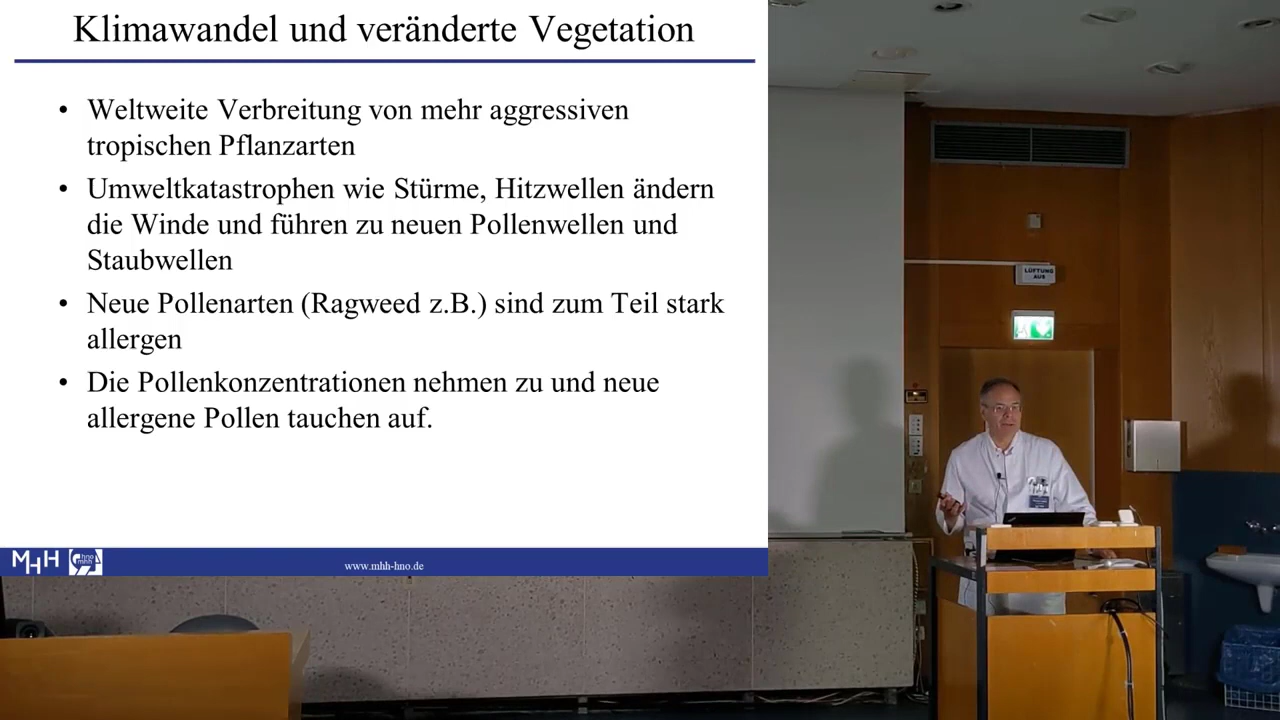 Klimawandel und veränderte Vegetation
• Weltweite Verbreitung von mehr aggressiven
tropischen Pflanzarten
• Umweltkatastrophen wie Stürme, Hitzwellen ändern
die Winde und führen zu neuen Pollenwellen und
Staubwellen
• Neue Pollenarten (Ragweed z.B.) sind zum Teil stark
allergen
• Die Pollenkonzentrationen nehmen zu und neue
allergene Pollen tauchen auf.
MHH
hno
mhh
www.mhh-hno.de
LÜFTUNG
AUS